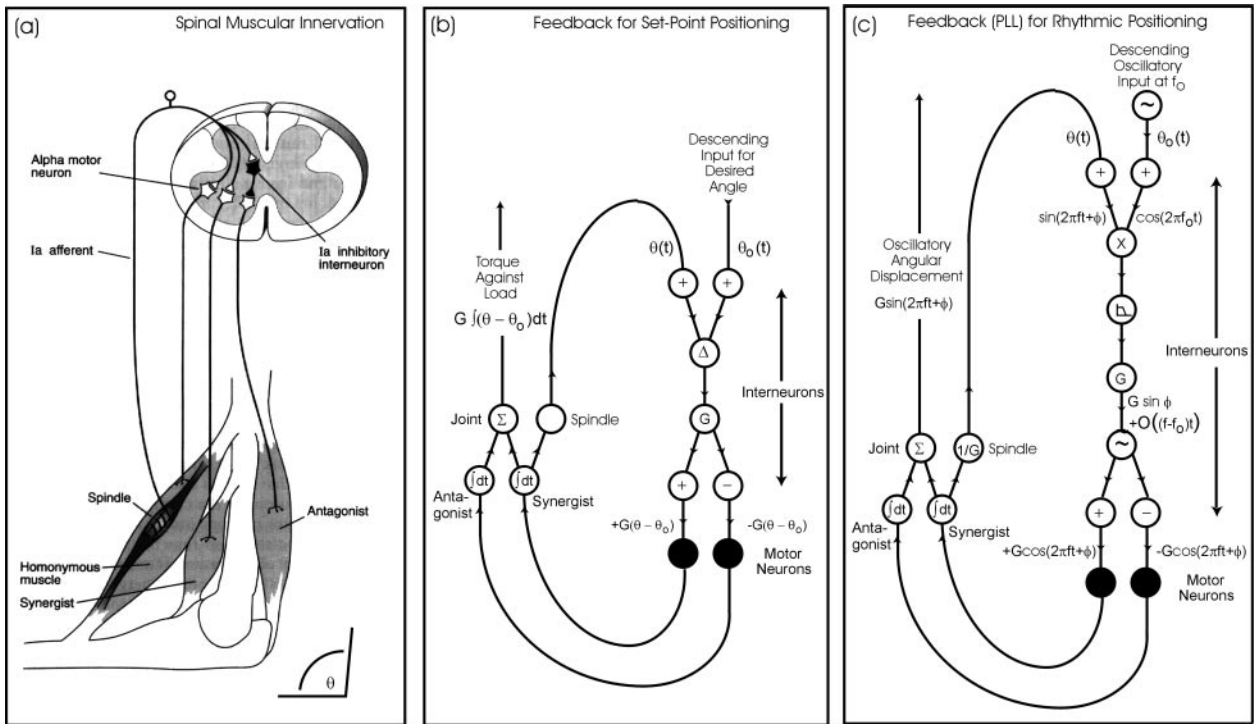 (a)
Spinal Muscular Innervation
Alpha motor
neuron
Ia afferent
Ia inhibitory
interneuron
Spindle
Antagonist
Homonymous
muscle
Synergist
θ
(b)
Feedback for Set-Point Positioning
Descending
Input for
Desired
Angle
θ(t)
θo(t)
Torque
Against
Load
G ∫(θ − θo)dt
+
+
Δ
Interneurons
Joint
Σ
Spindle
G
∫dt
∫dt
Anta-
gonist
Synergist
+
−
+G(θ − θo)
-G(θ − θo)
Motor
Neurons
(c)
Feedback (PLL) for Rhythmic Positioning
Descending
Oscillatory
Input at fo
~
θ(t)
θo(t)
+
+
sin(2πft+ϕ)
cos(2πfot)
X
Oscillatory
Angular
Displacement
Gsin(2πft+ϕ)
Interneurons
G
G sin ϕ
+O((f-fo)t)
~
Joint
Σ
1/G
Spindle
∫dt
∫dt
Anta-
gonist
Synergist
+
−
+Gcos(2πft+ϕ)
-Gcos(2πft+ϕ)
Motor
Neurons